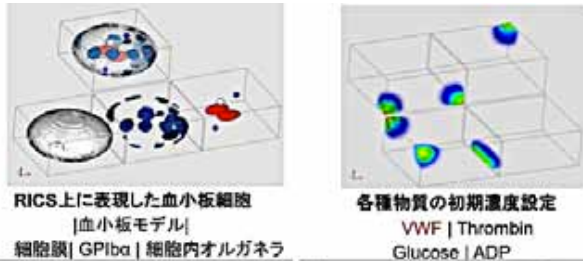 RICS上に表現した血小板細胞
|血小板モデル|
細胞膜| GPIbα | 細胞内オルガネラ
各種物質の初期濃度設定
VWF | Thrombin
Glucose | ADP